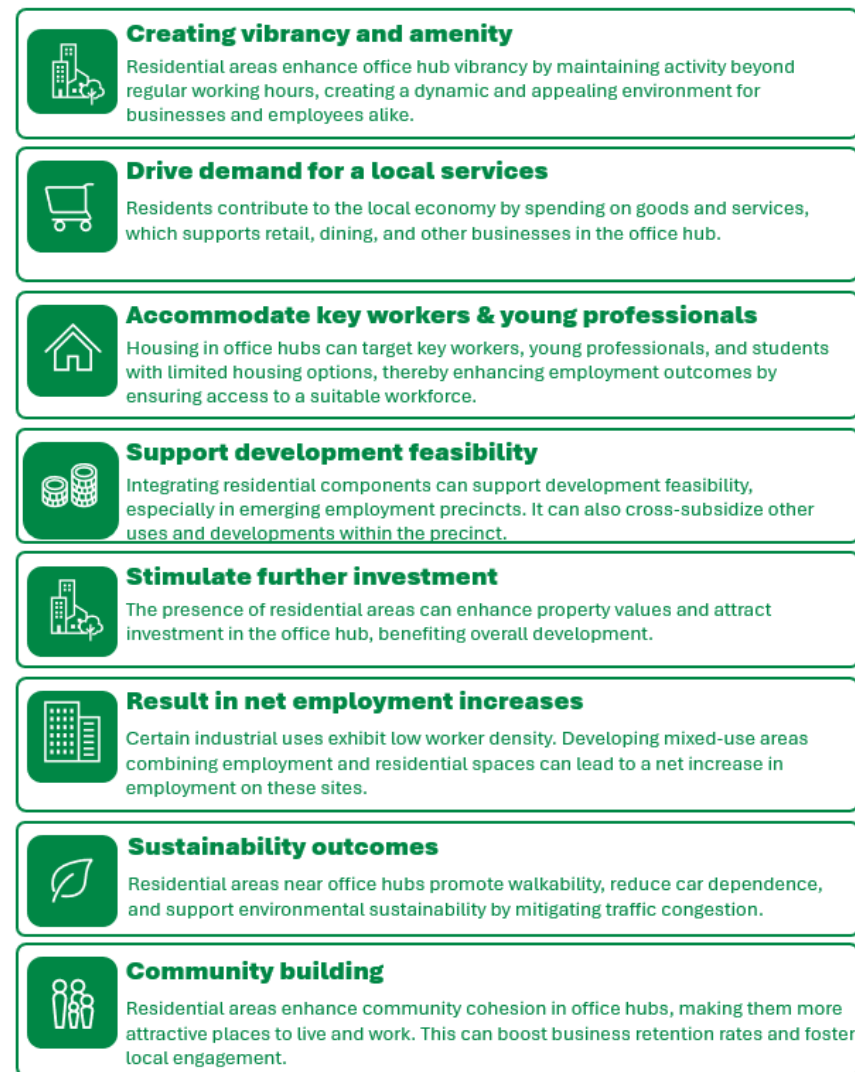 Creating vibrancy and amenity
Residential areas enhance office hub vibrancy by maintaining activity beyond
regular working hours, creating a dynamic and appealing environment for
businesses and employees alike.
Drive demand for a local services
Residents contribute to the local economy by spending on goods and services,
which supports retail, dining, and other businesses in the office hub.
Accommodate key workers & young professionals
Housing in office hubs can target key workers, young professionals, and students
with limited housing options, thereby enhancing employment outcomes by
ensuring access to a suitable workforce.
Support development feasibility
Integrating residential components can support development feasibility,
especially in emerging employment precincts. It can also cross-subsidize other
uses and developments within the precinct.
Stimulate further investment
The presence of residential areas can enhance property values and attract
investment in the office hub, benefiting overall development.
Result in net employment increases
Certain industrial uses exhibit low worker density. Developing mixed-use areas
combining employment and residential spaces can lead to a net increase in
employment on these sites.
Sustainability outcomes
Residential areas near office hubs promote walkability, reduce car dependence,
and support environmental sustainability by mitigating traffic congestion.
Community building
Residential areas enhance community cohesion in office hubs, making them more
attractive places to live and work. This can boost business retention rates and foster
local engagement.